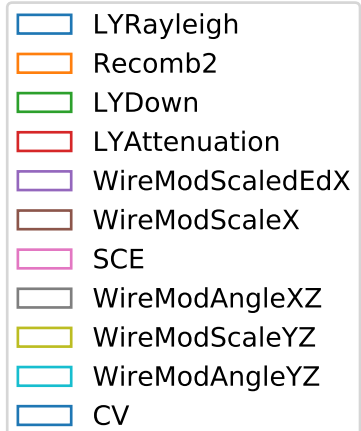 LYRayleigh
Recomb2
LYDown
LYAttenuation
WireModScaledEdX
WireModScaleX
SCE
WireModAngleXZ
WireModScaleYZ
WireModAngleYZ
CV